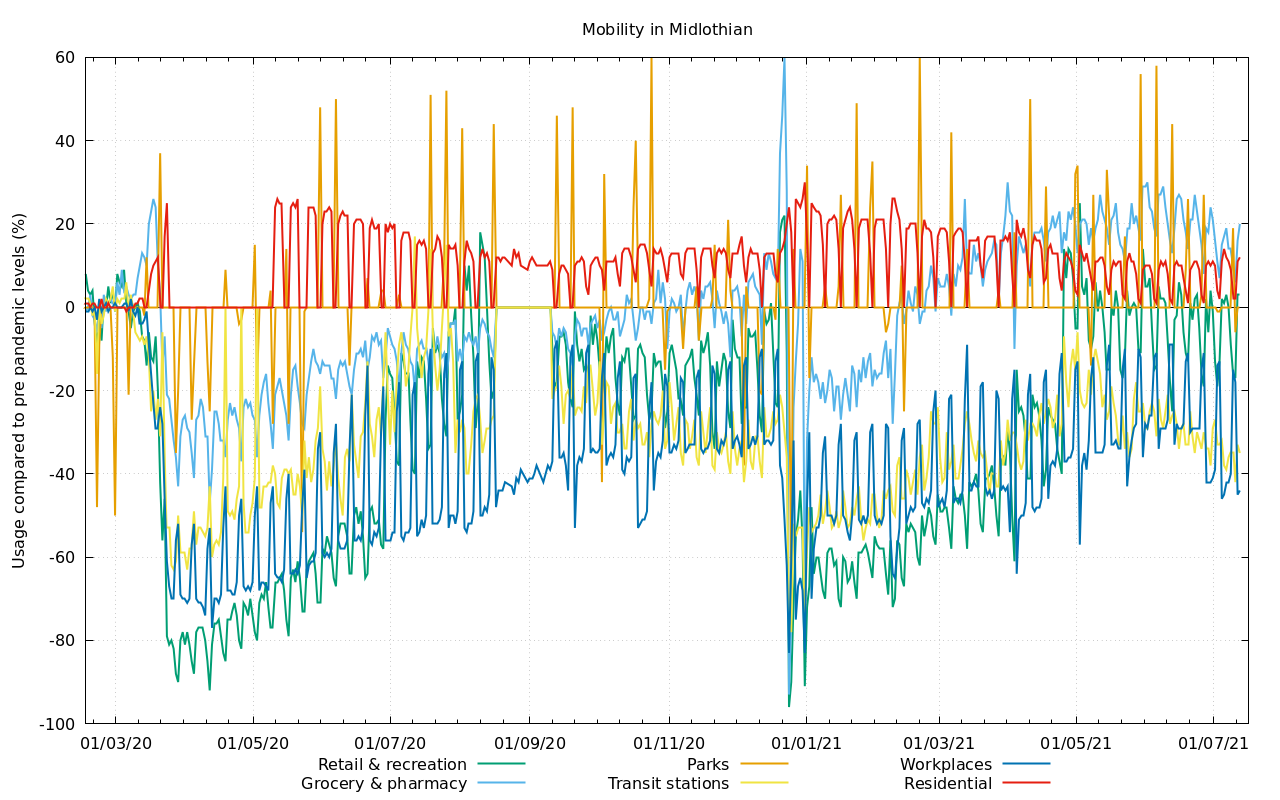 Mobility in Midlothian
Usage compared to pre pandemic levels (%)
60
40
20
0
-20
-40
-60
-80
-100
01/03/20 01/05/20 01/07/20 01/09/20 01/11/20 01/01/21 01/03/21 01/05/21 01/07/21
Retail & recreation Parks Workplaces
Grocery & pharmacy Transit stations Residential